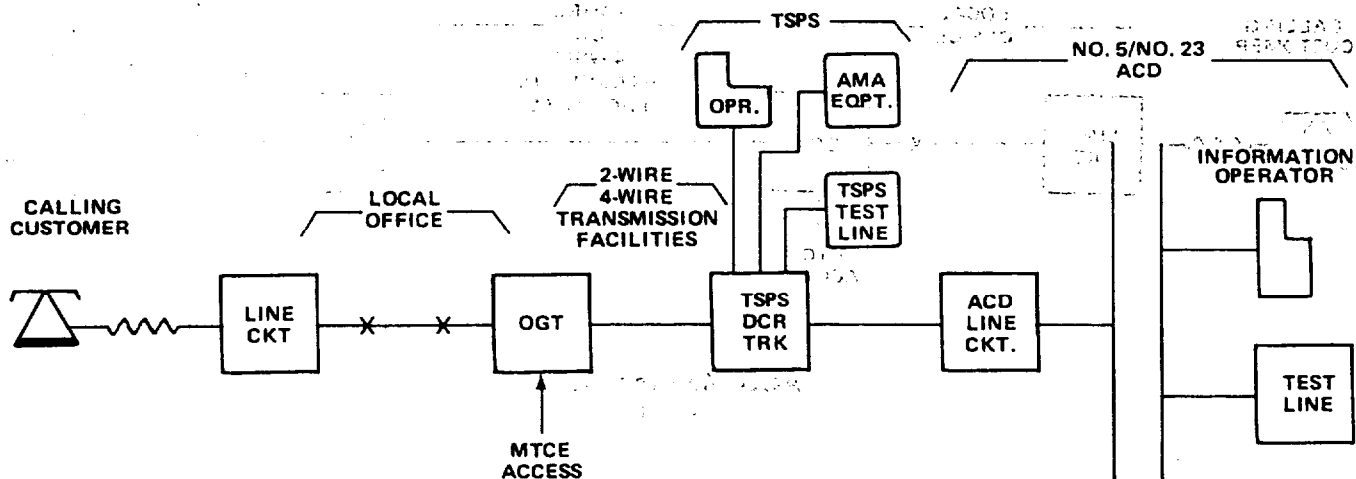 TSPS
NO. 5/NO. 23
ACD
OPR.
AMA
EQPT.
INFORMATION
OPERATOR
2-WIRE
4-WIRE
TRANSMISSION
FACILITIES
TSPS
TEST
LINE
CALLING
CUSTOMER
LOCAL
OFFICE
LINE
CKT
X
X
OGT
TSPS
DCR
TRK
ACD
LINE
CKT.
TEST
LINE
MTCE
ACCESS